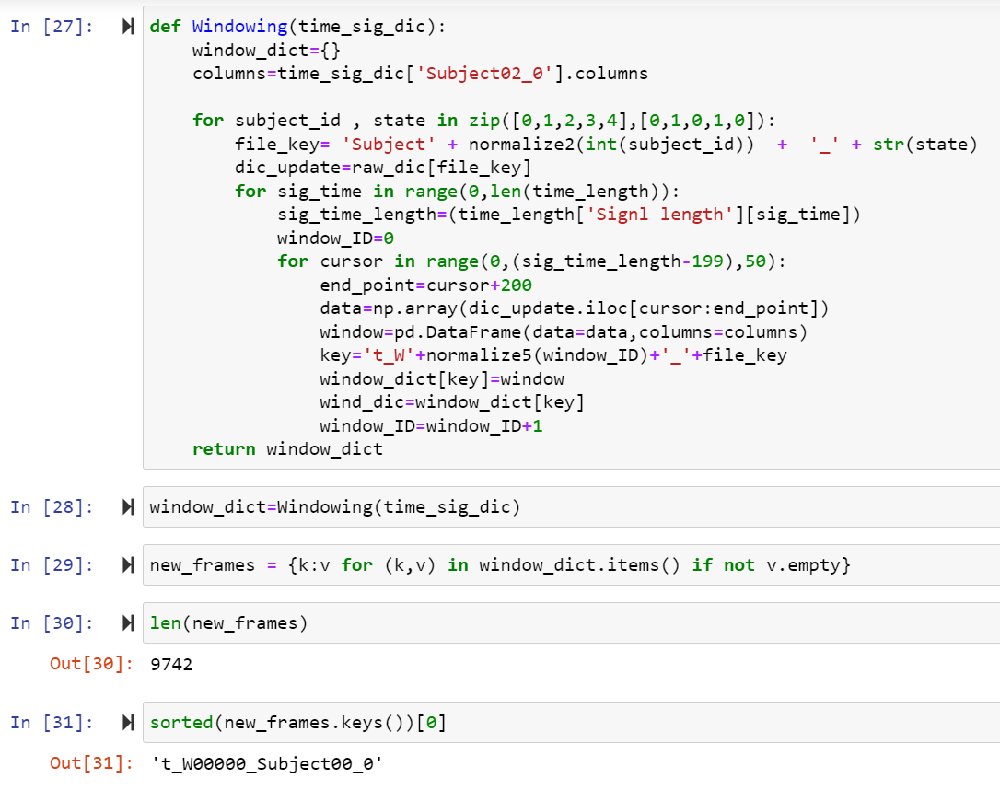 In [27]:
def Windowing(time_sig_dic):
    window_dict={}
    columns=time_sig_dic['Subject02_0'].columns

    for subject_id , state in zip([0,1,2,3,4],[0,1,0,1,0]):
        file_key= 'Subject' + normalize2(int(subject_id))  +  '_' + str(state)
        dic_update=raw_dic[file_key]
        for sig_time in range(0,len(time_length)):
            sig_time_length=(time_length['Signl length'][sig_time])
            window_ID=0
            for cursor in range(0,(sig_time_length-199),50):
                end_point=cursor+200
                data=np.array(dic_update.iloc[cursor:end_point])
                window=pd.DataFrame(data=data,columns=columns)
                key='t_W'+normalize5(window_ID)+'_'+file_key
                window_dict[key]=window
                wind_dic=window_dict[key]
                window_ID=window_ID+1
    return window_dict
In [28]:
window_dict=Windowing(time_sig_dic)
In [29]:
new_frames = {k:v for (k,v) in window_dict.items() if not v.empty}
In [30]:
len(new_frames)
Out[30]: 9742
In [31]:
sorted(new_frames.keys())[0]
Out[31]: 't_W00000_Subject00_0'